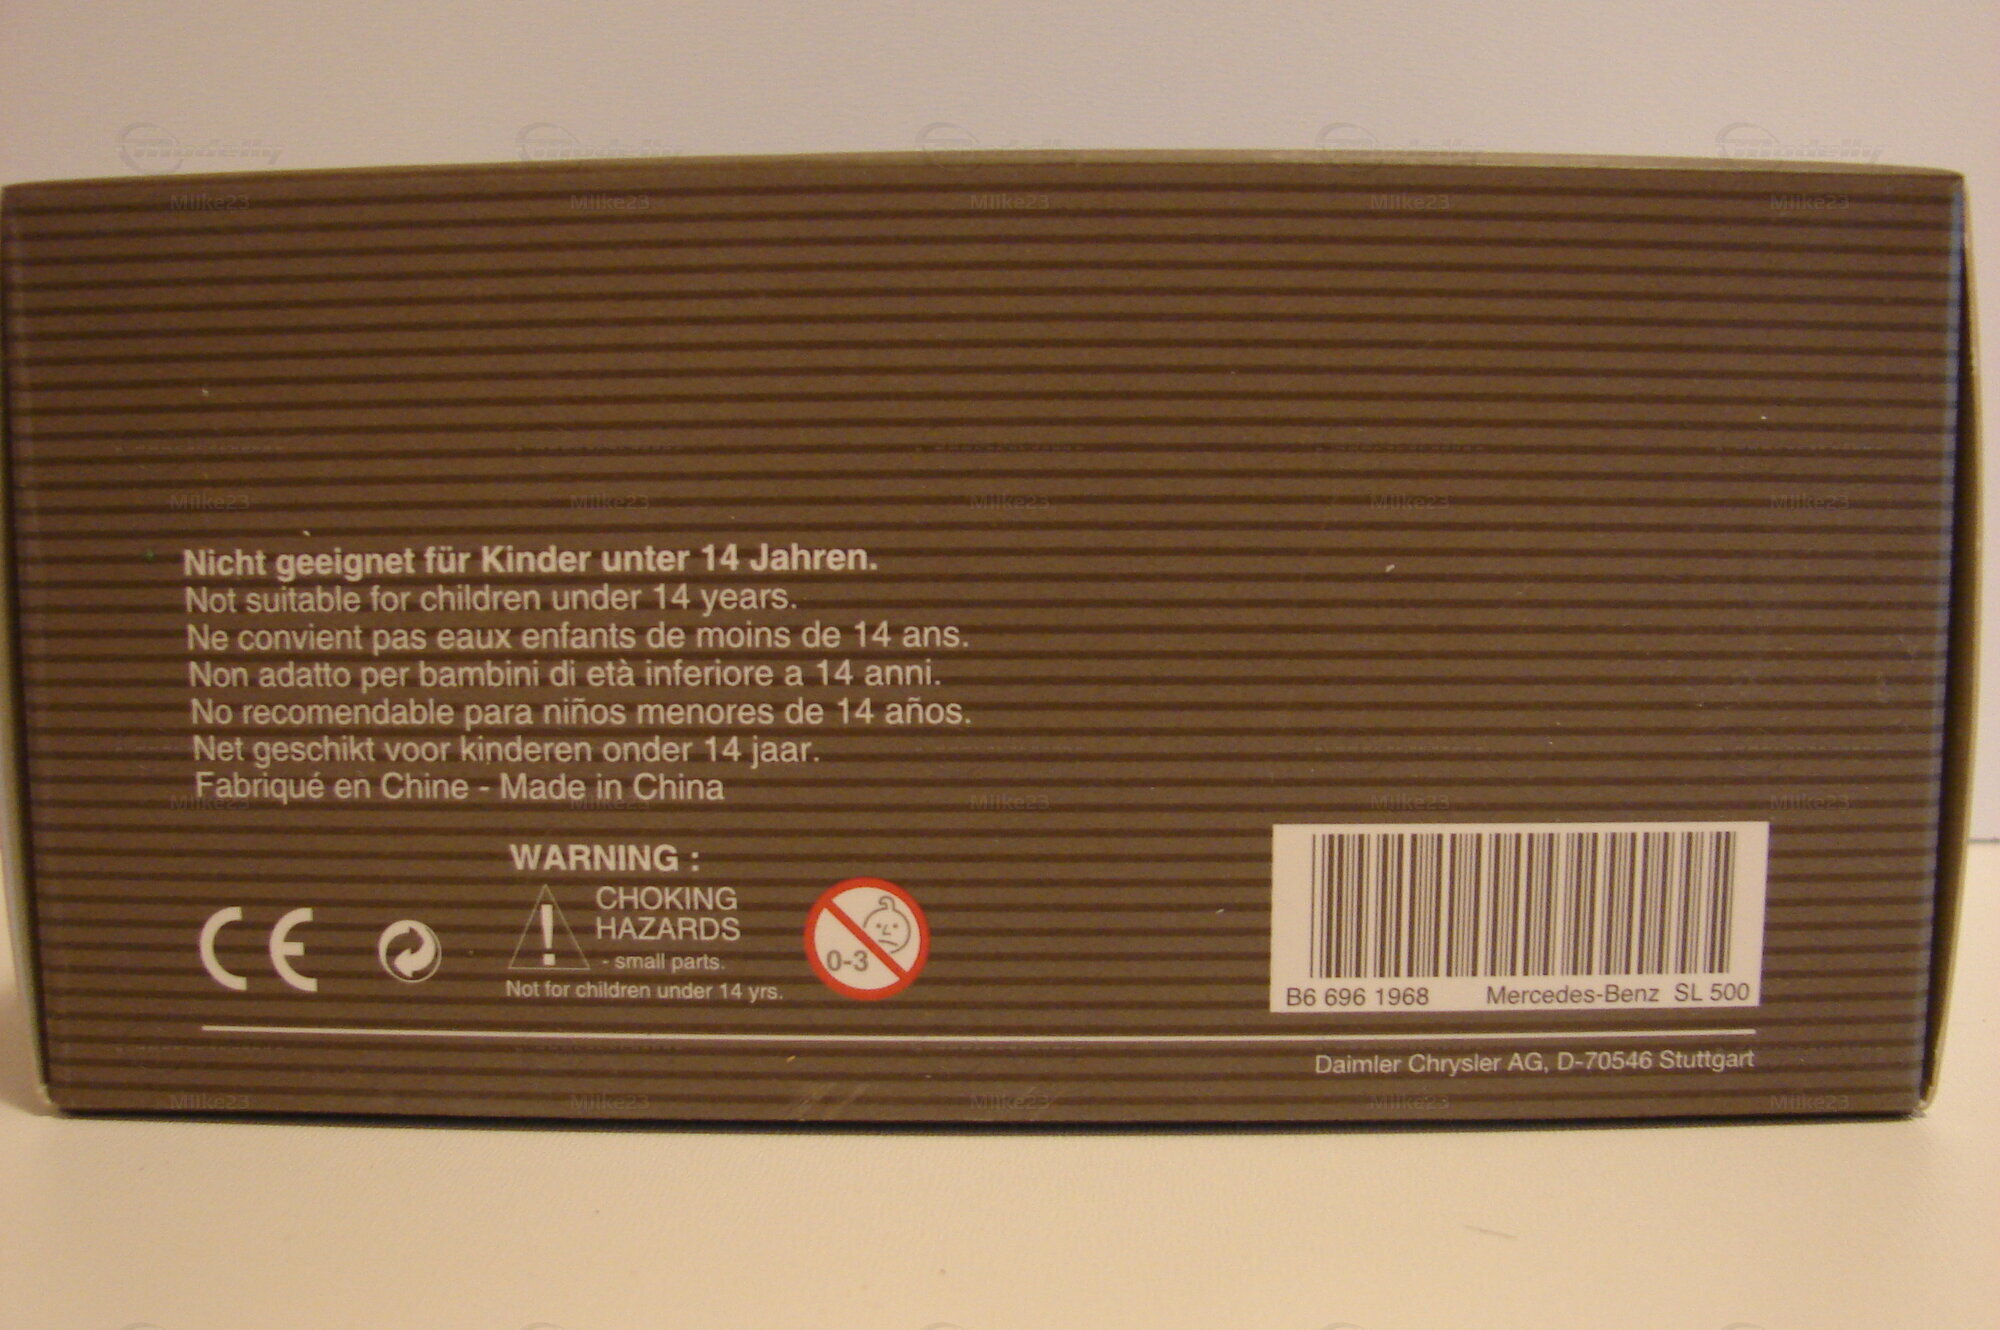 Nicht geeignet für Kinder unter 14 Jahren.
Not suitable for children under 14 years.
Ne convient pas eaux enfants de moins de 14 ans.
Non adatto per bambini di età inferiore a 14 anni.
No recomendable para niños menores de 14 años.
Net geschikt voor kinderen onder 14 jaar.
Fabriqué en Chine - Made in China
WARNING :
CHOKING
HAZARDS
- small parts.
Not for children under 14 yrs.
CE
0-3
B6 696 1968 Mercedes-Benz SL 500
Daimler Chrysler AG, D-70546 Stuttgart
Modelly
MIIke23